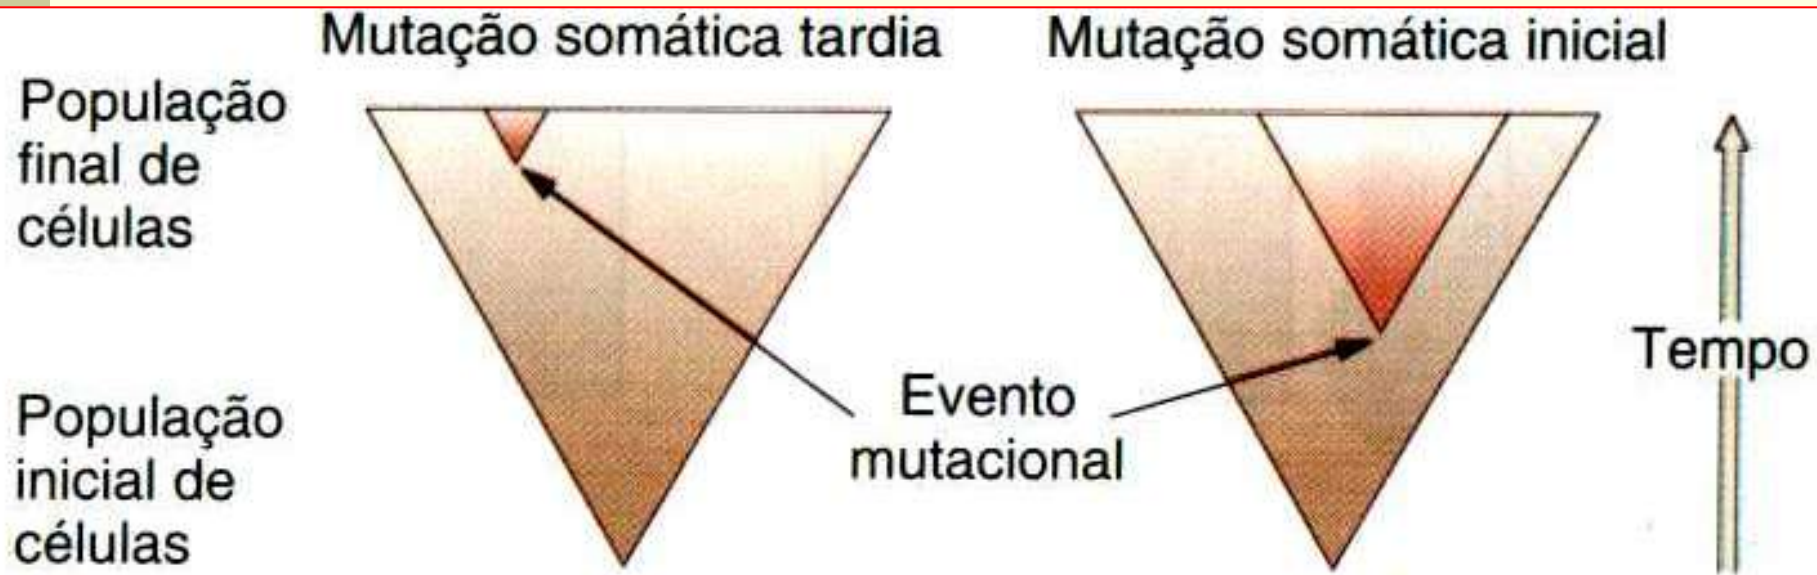 Mutação somática tardia
Mutação somática inicial
População
final de
células
Tempo
Evento
mutacional
População
inicial de
células